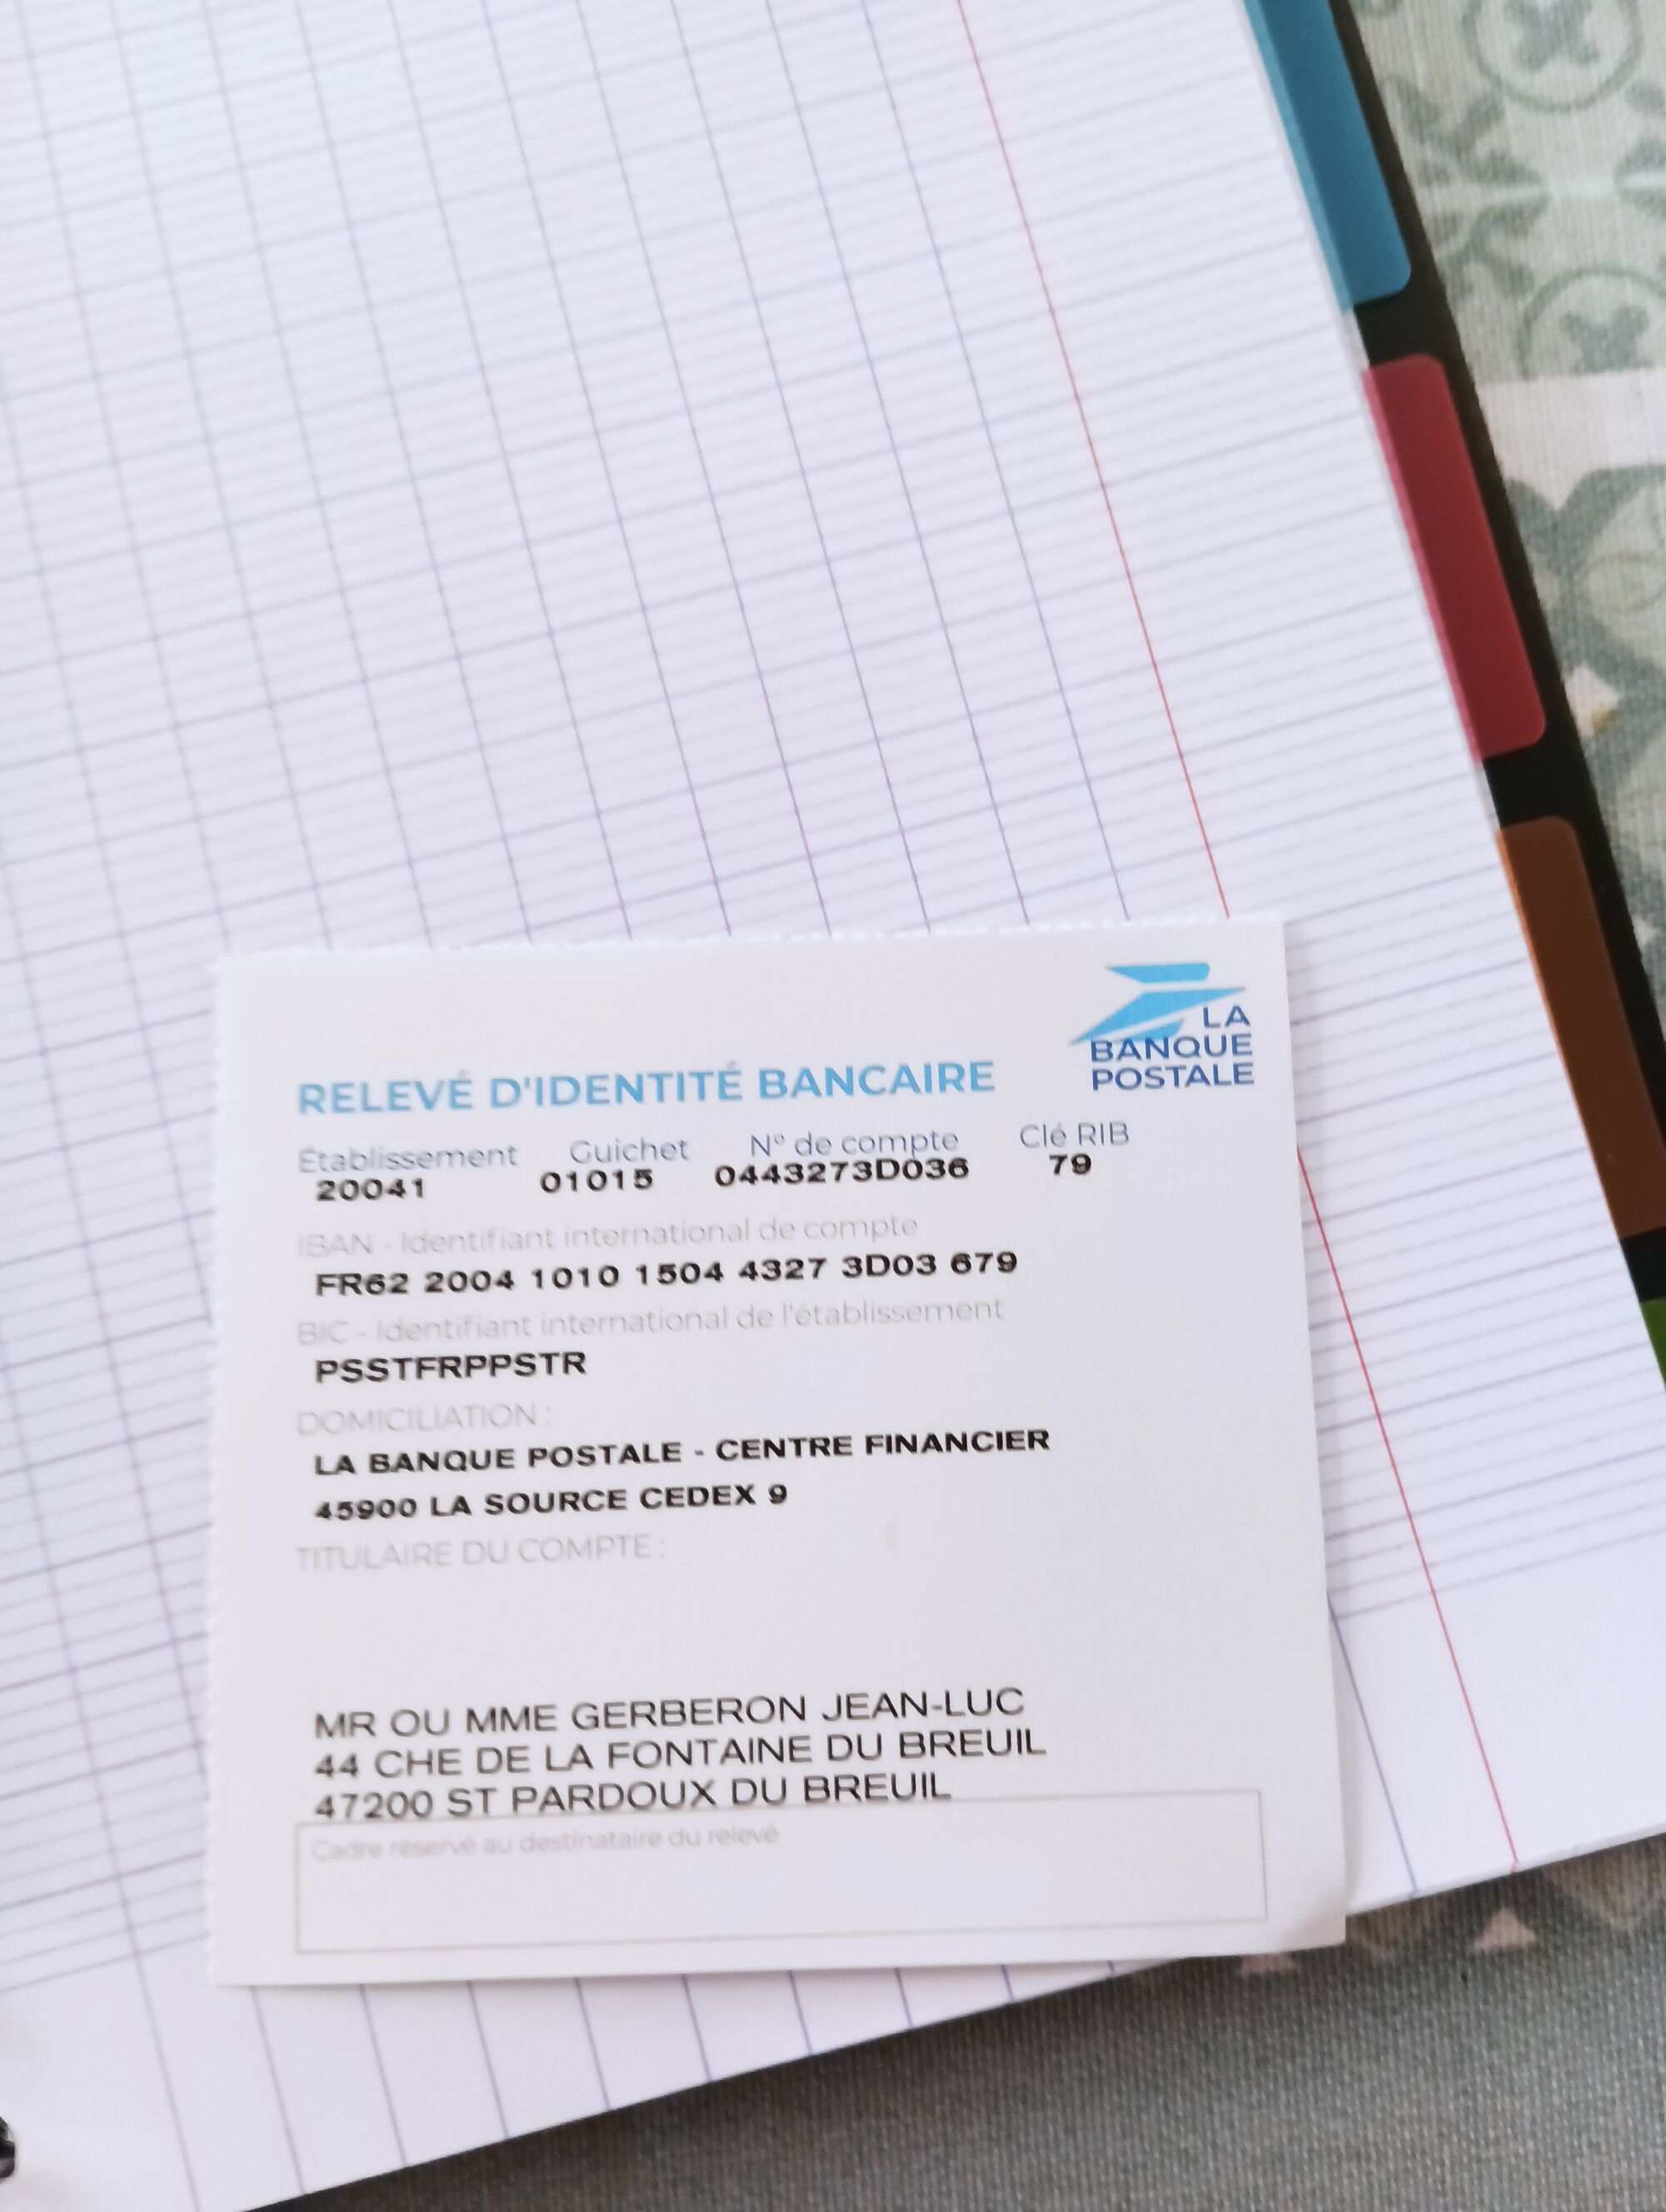 LA
BANQUE
POSTALE
RELEVÉ D'IDENTITÉ BANCAIRE
Établissement Guichet N° de compte Clé RIB
20041 01015 0443273D036 79
IBAN - Identifiant international de compte
FR62 2004 1010 1504 4327 3D03 679
BIC - Identifiant international de l'établissement
PSSTFRPPSTR
DOMICILIATION :
LA BANQUE POSTALE - CENTRE FINANCIER
45900 LA SOURCE CEDEX 9
TITULAIRE DU COMPTE :
MR OU MME GERBERON JEAN-LUC
44 CHE DE LA FONTAINE DU BREUIL
47200 ST PARDOUX DU BREUIL
Cadre réservé au destinataire du relevé